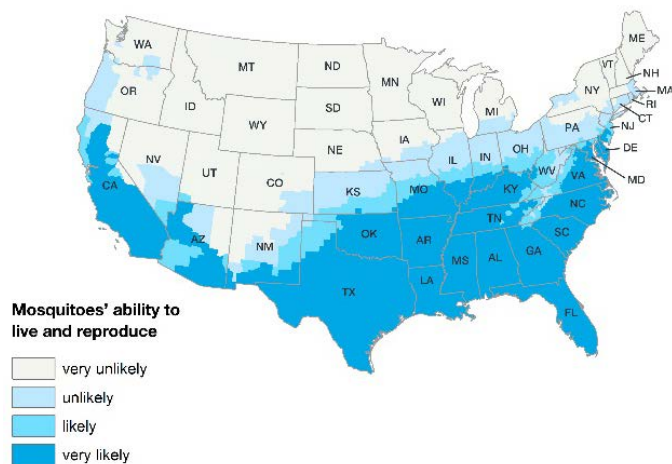 WA
ME
MT
ND
VT
NH
MN
OR
MA
NY
ID
WI
SD
RI
MI
WY
CT
PA
NJ
IA
NE
OH
DE
NV
IL
IN
UT
WV
CO
VA
MD
CA
KS
MO
KY
NC
TN
AZ
OK
NM
AR
SC
MS
AL
GA
LA
TX
FL
Mosquitoes' ability to
live and reproduce
very unlikely
unlikely
likely
very likely